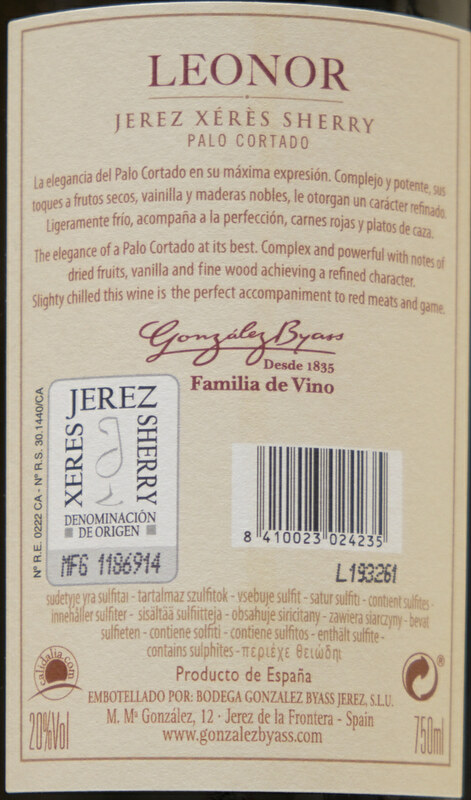 LEONOR
JEREZ XÉRÈS SHERRY
PALO CORTADO
La elegancia del Palo Cortado en su máxima expresión. Complejo y potente, sus
toques a frutos secos, vainilla y maderas nobles, le otorgan un carácter refinado.
Ligeramente frío, acompaña a la perfección, carnes rojas y platos de caza.
The elegance of a Palo Cortado at its best. Complex and powerful with notes of
dried fruits, vanilla and fine wood achieving a refined character.
Slighty chilled this wine is the perfect accompaniment to red meats and game.
González Byass
Desde 1835
Familia de Vino
Nº R.E. 0222 CA - Nº R.S. 30.1440/CA
XERES
JEREZ
SHERRY
DENOMINACIÓN
DE ORIGEN
MFG 1186914
8 410023 024235
L193261
sudetyje yra sulfitai - tartalmaz szulfitok - vsebuje sulfit - satur sulfiti - contient sulfites -
innehåller sulfiter - sisältää sulfiitteja - obsahuje siricitany - zawiera siarczyny - bevat
sulfieten - contiene solfiti - contiene sulfitos - enthält sulfite -
contains sulphites - περιέχε θειώδη
calidalia.com
Producto de España
EMBOTELLADO POR: BODEGA GONZALEZ BYASS JEREZ, S.L.U.
M. Mª González, 12 - Jerez de la Frontera - Spain
www.gonzalezbyass.com
20%Vol
750ml